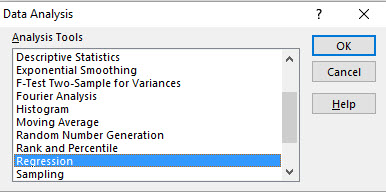 Data Analysis
?
Analysis Tools
Descriptive Statistics
Exponential Smoothing
F-Test Two-Sample for Variances
Fourier Analysis
Histogram
Moving Average
Random Number Generation
Rank and Percentile
Regression
Sampling
OK
Cancel
Help